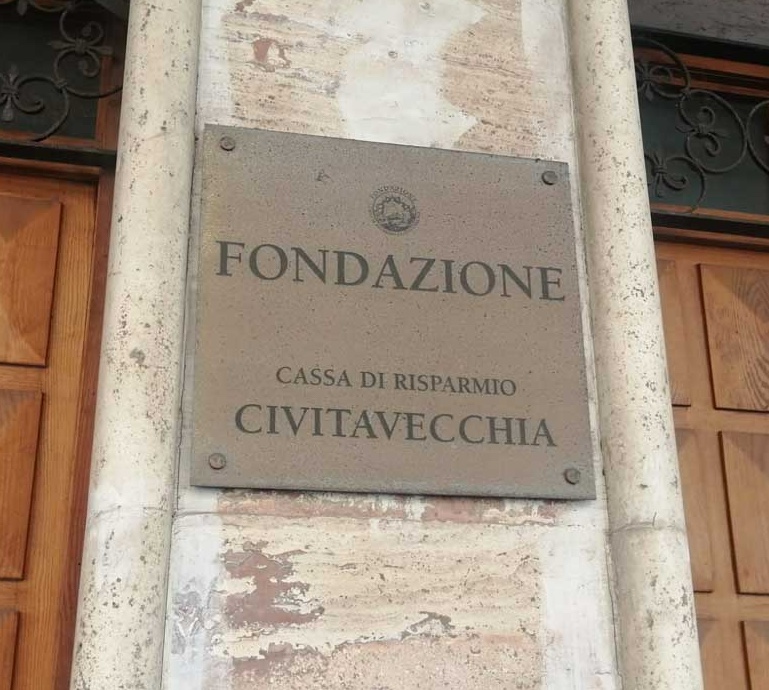 FONDAZIONE
CASSA DI RISPARMIO
CIVITAVECCHIA